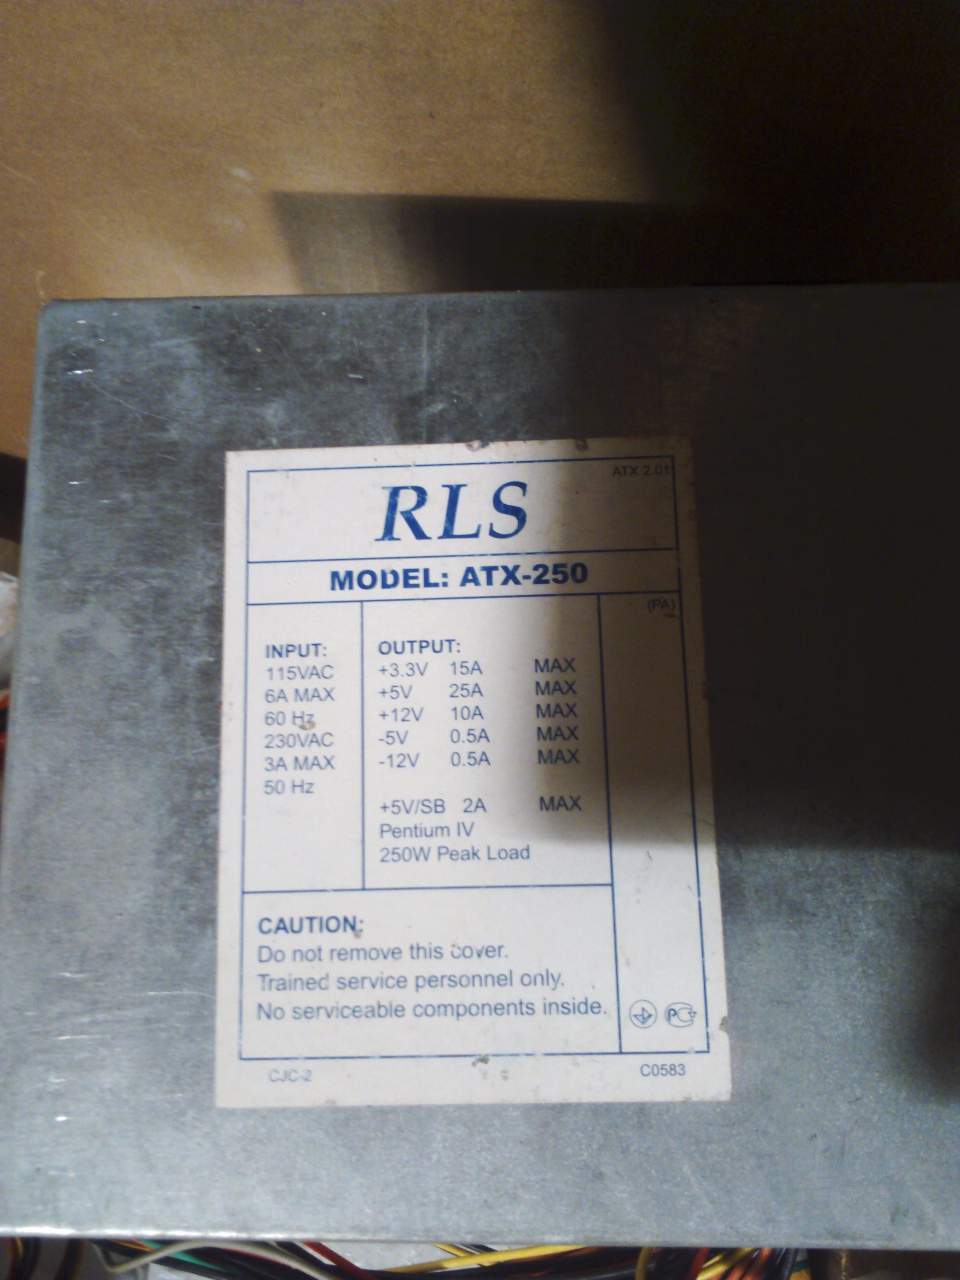 ATX 2.01
RLS
MODEL: ATX-250
(PA)
INPUT:
115VAC
6A MAX
60 Hz
230VAC
3A MAX
50 Hz
OUTPUT:
+3.3V 15A MAX
+5V 25A MAX
+12V 10A MAX
-5V 0.5A MAX
-12V 0.5A MAX
+5V/SB 2A MAX
Pentium IV
250W Peak Load
CAUTION:
Do not remove this cover.
Trained service personnel only.
No serviceable components inside.
CJC-2
C0583